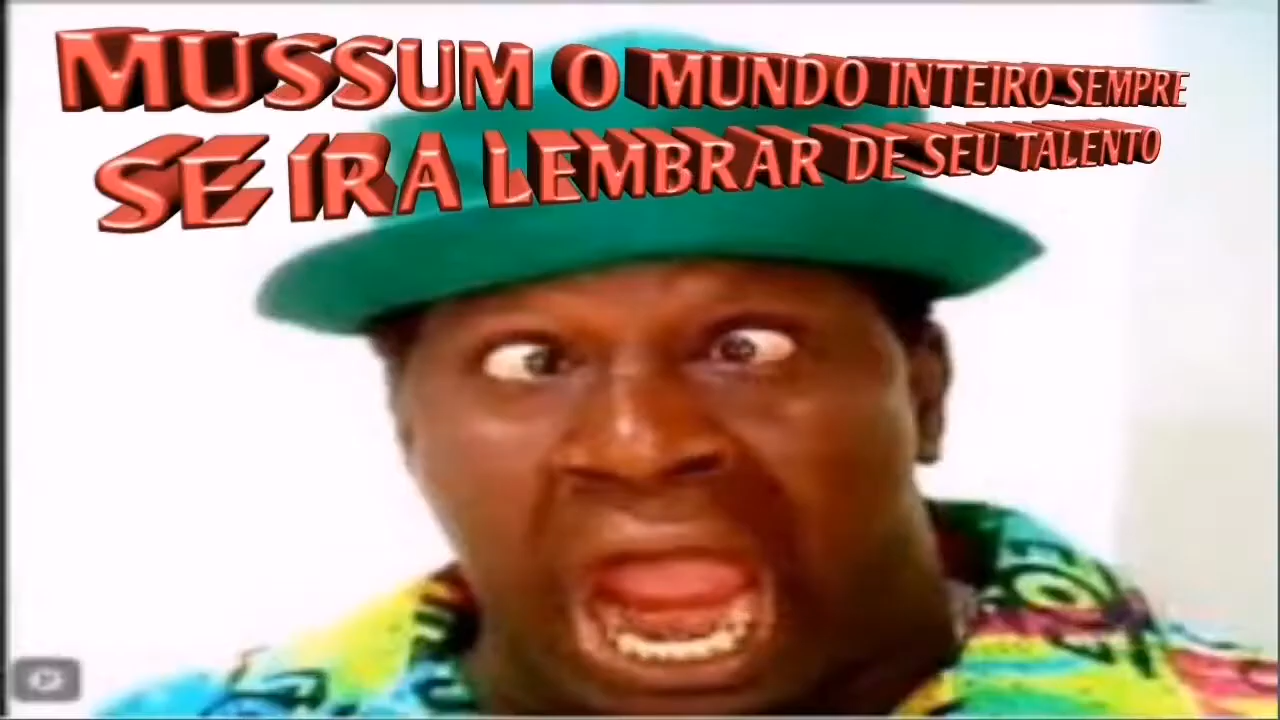 MUSSUM O MUNDO INTEIRO SEMPRE
SE IRA LEMBRAR DE SEU TALENTO